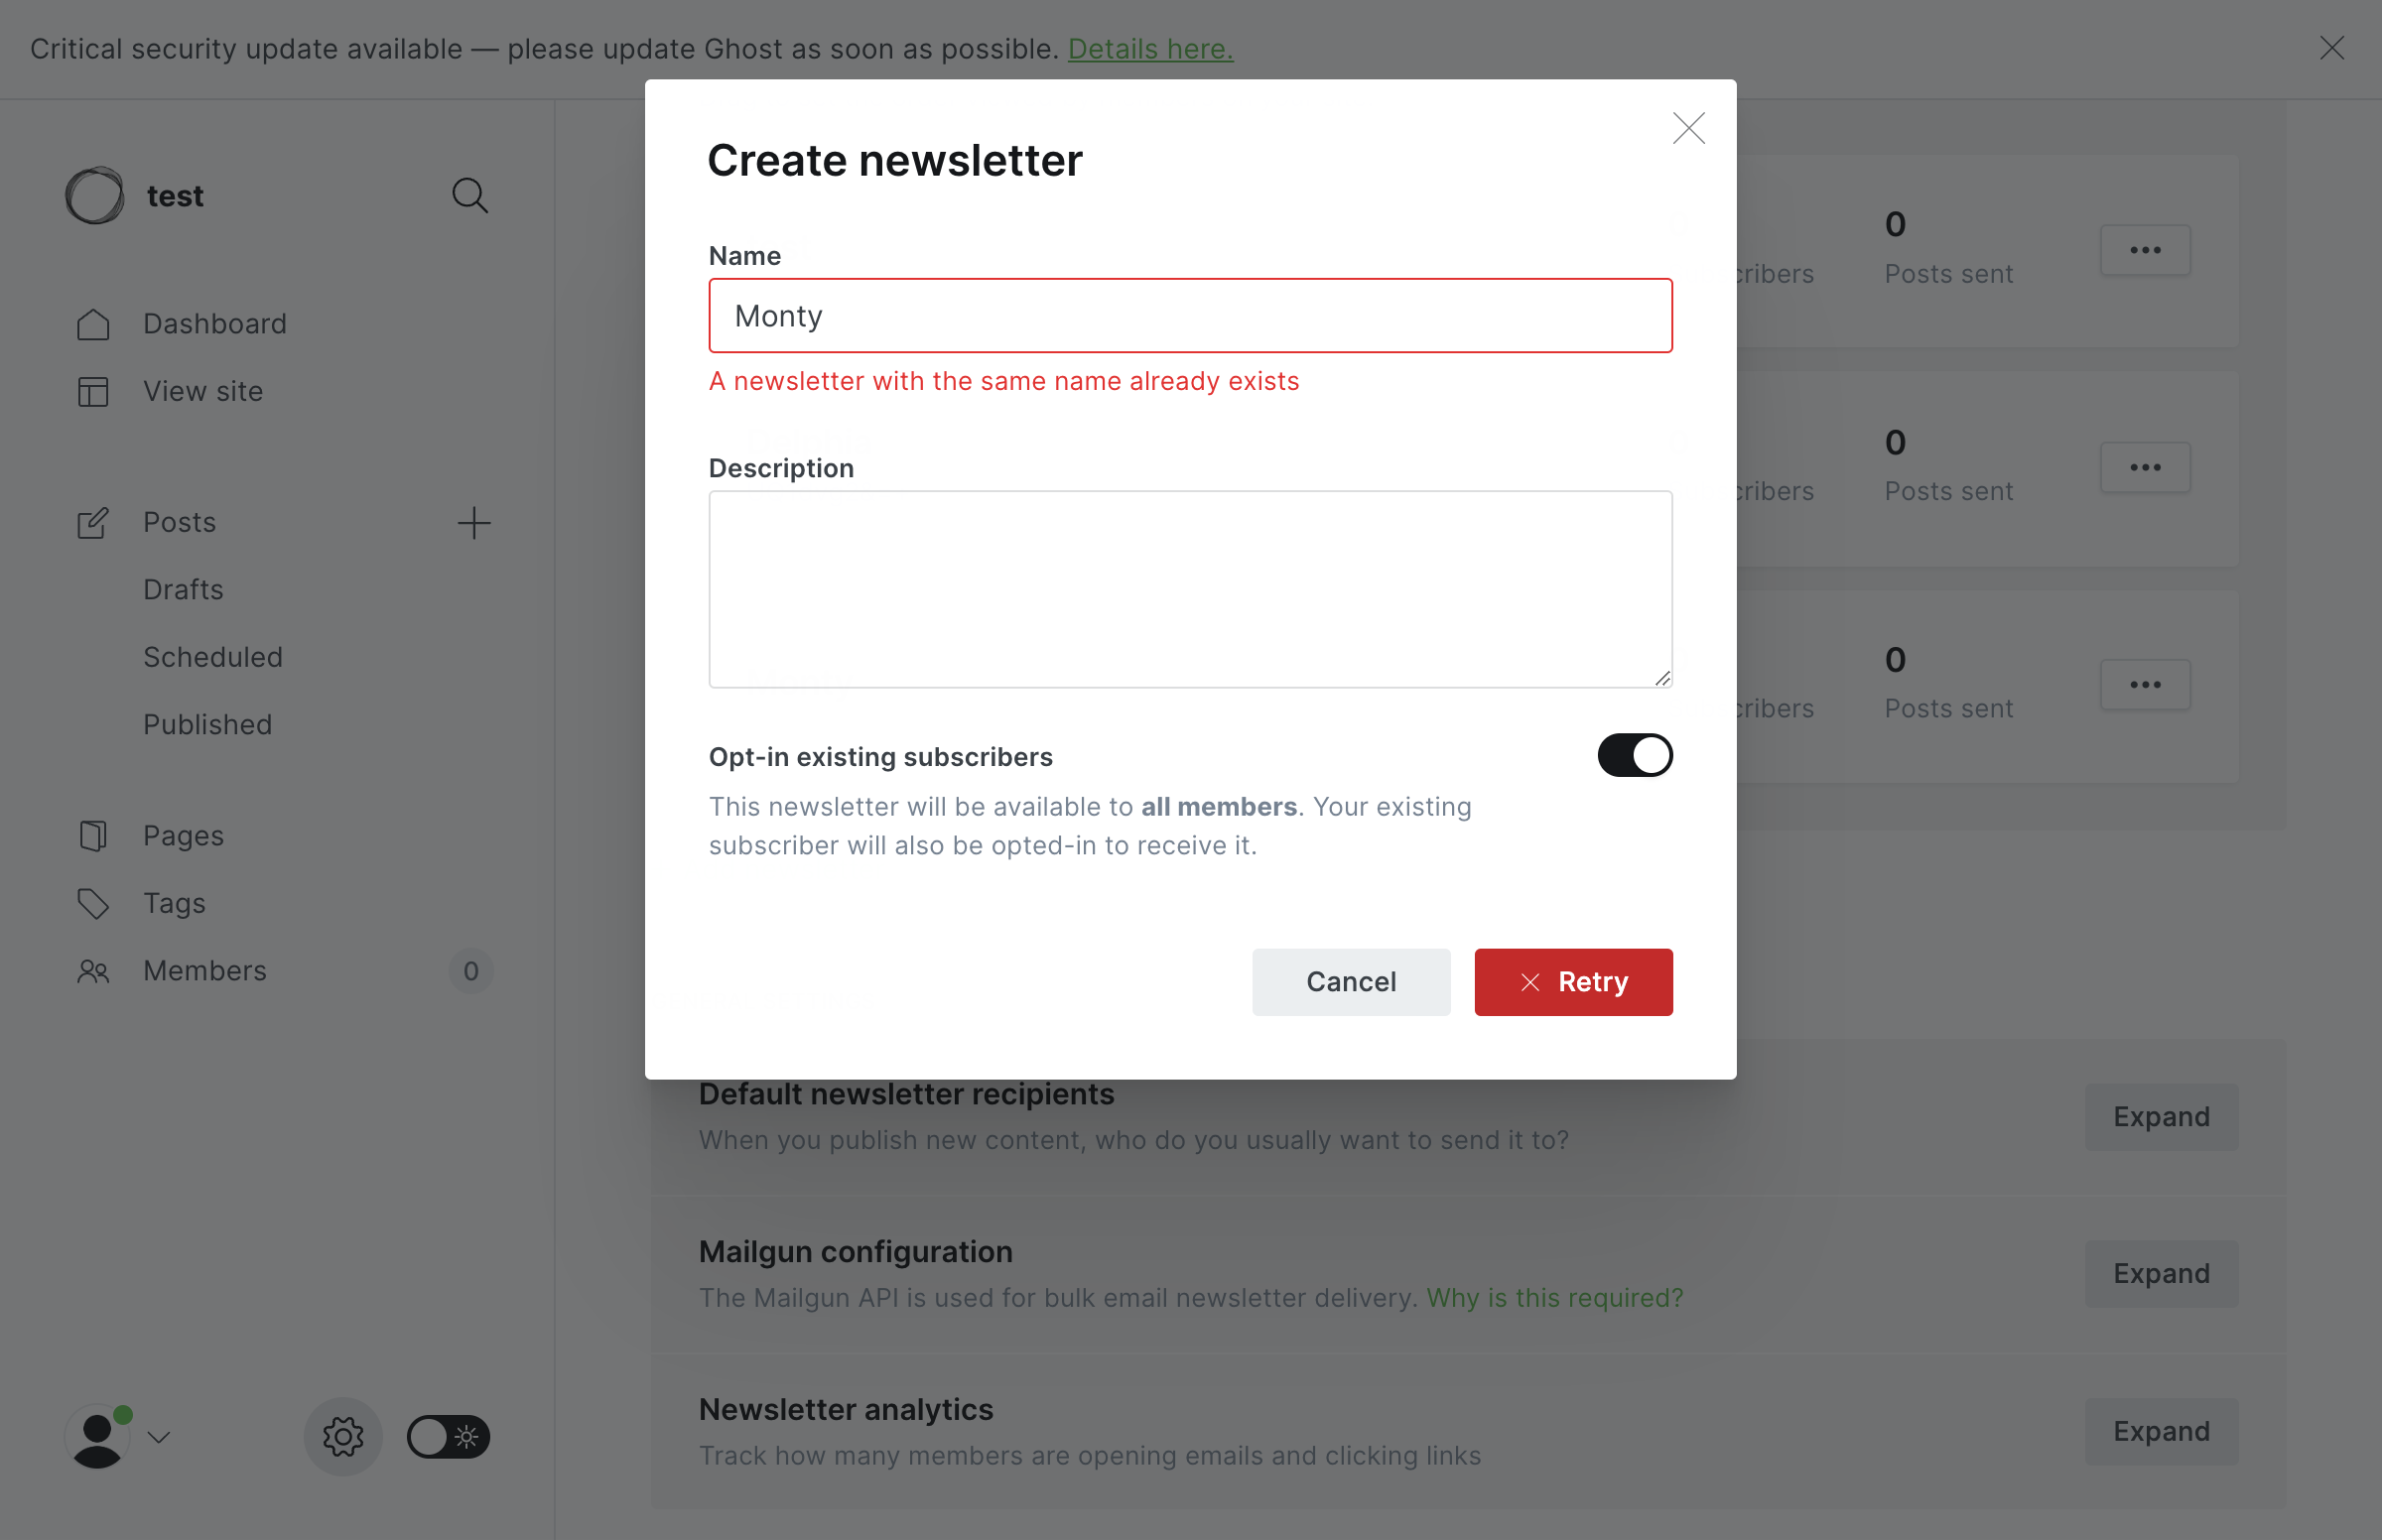 Critical security update available — please update Ghost as soon as possible. Details here.
test
Dashboard
View site
Posts
Drafts
Scheduled
Published
Pages
Tags
Members 0
Create newsletter
Name
Monty
A newsletter with the same name already exists
Description
Opt-in existing subscribers
This newsletter will be available to all members. Your existing
subscriber will also be opted-in to receive it.
Cancel
Retry
0
cribers Posts sent
0
cribers Posts sent
0
cribers Posts sent
Default newsletter recipients
When you publish new content, who do you usually want to send it to?
Expand
Mailgun configuration
The Mailgun API is used for bulk email newsletter delivery. Why is this required?
Expand
Newsletter analytics
Track how many members are opening emails and clicking links
Expand